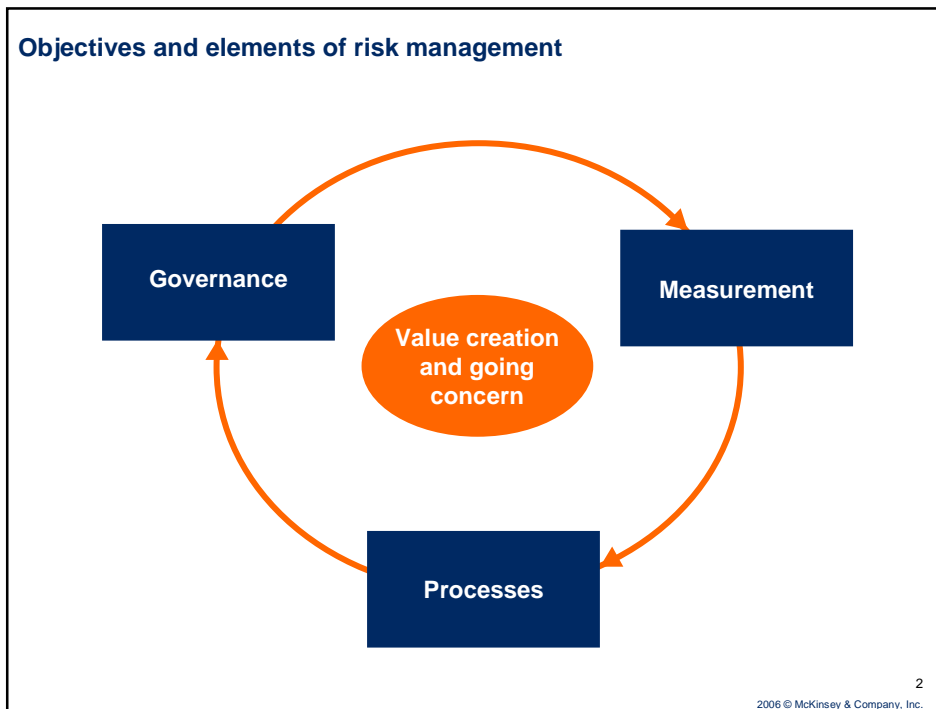 Objectives and elements of risk management
Governance
Measurement
Value creation
and going
concern
Processes
2
2006 © McKinsey & Company, Inc.